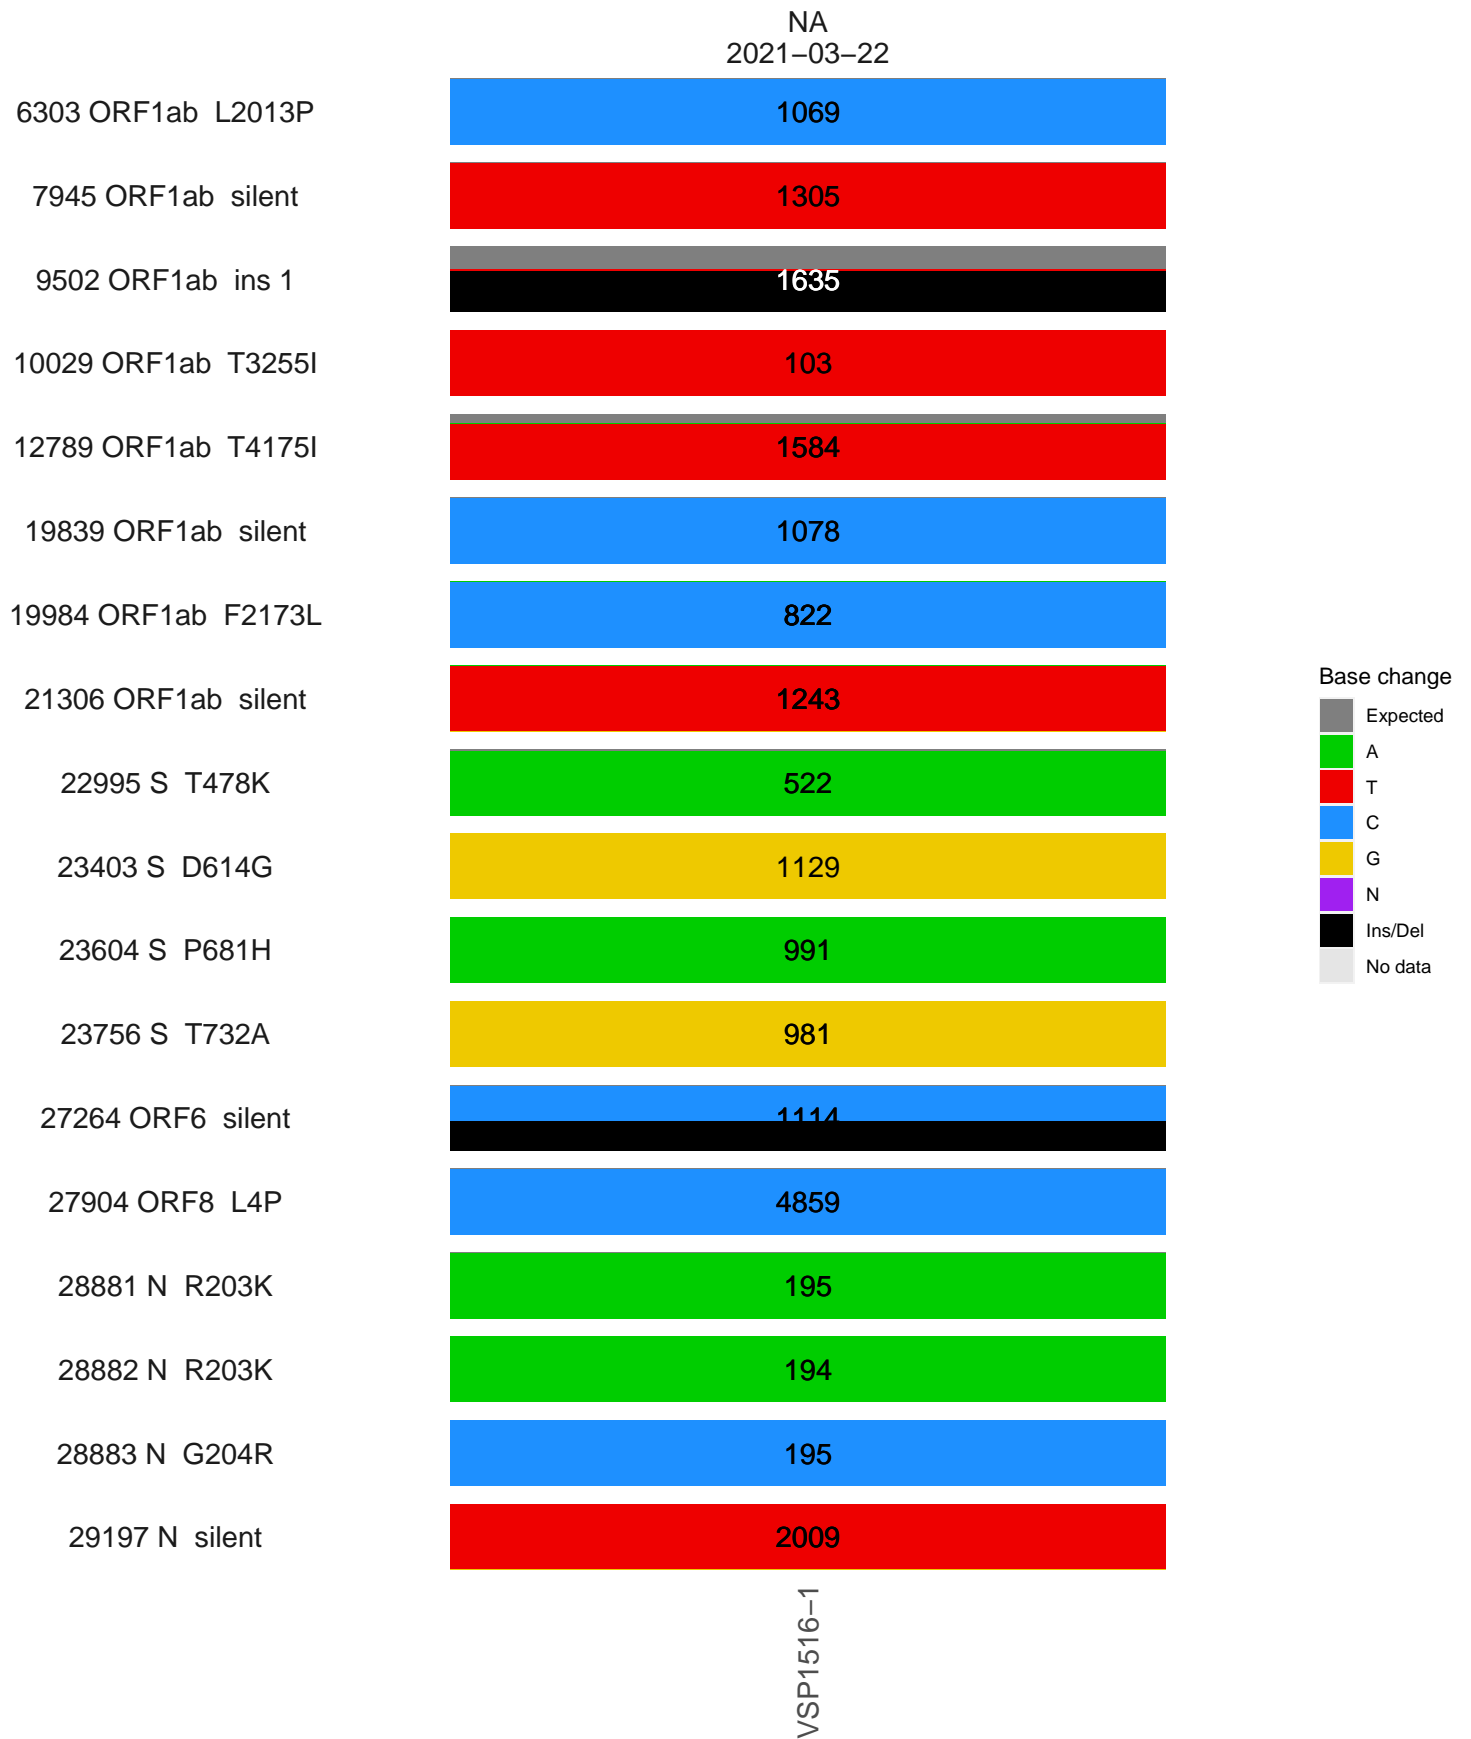 NA
2021−03−22
6303 ORF1ab L2013P
1069
7945 ORF1ab silent
1305
9502 ORF1ab ins 1
1635
10029 ORF1ab T3255I
103
12789 ORF1ab T4175I
1584
19839 ORF1ab silent
1078
19984 ORF1ab F2173L
822
21306 ORF1ab silent
1243
22995 S T478K
522
23403 S D614G
1129
23604 S P681H
991
23756 S T732A
981
27264 ORF6 silent
1114
27904 ORF8 L4P
4859
28881 N R203K
195
28882 N R203K
194
28883 N G204R
195
29197 N silent
2009
VSP1516−1
Base change
Expected
A
T
C
G
N
Ins/Del
No data